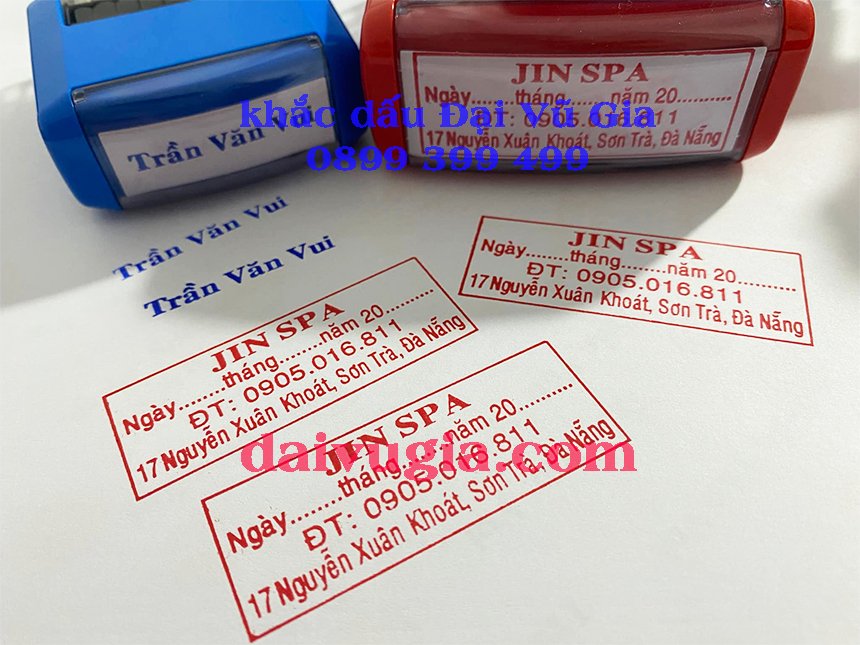 JIN SPA
Ngày........tháng........năm 20..........
ĐT: 0905.016.811
17 Nguyễn Xuân Khoát, Sơn Trà, Đà Nẵng
khắc dấu Đại Vũ Gia
0899 399 499
Trần Văn Vui
Trần Văn Vui
Trần Văn Vui
JIN SPA
Ngày........tháng........năm 20..........
ĐT: 0905.016.811
17 Nguyễn Xuân Khoát, Sơn Trà, Đà Nẵng
JIN SPA
Ngày........tháng........năm 20..........
ĐT: 0905.016.811
17 Nguyễn Xuân Khoát, Sơn Trà, Đà Nẵng
JIN SPA
Ngày........tháng........năm 20..........
ĐT: 0905.016.811
17 Nguyễn Xuân Khoát, Sơn Trà, Đà Nẵng
daivugia.com